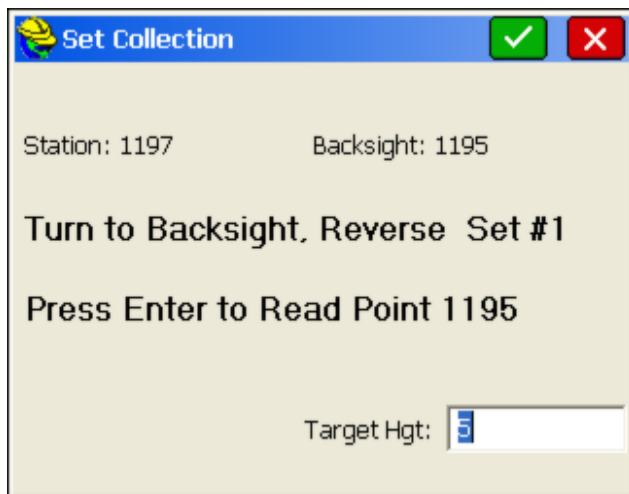 Set Collection
Station: 1197 Backsight: 1195
Turn to Backsight, Reverse Set #1
Press Enter to Read Point 1195
Target Hgt: 5